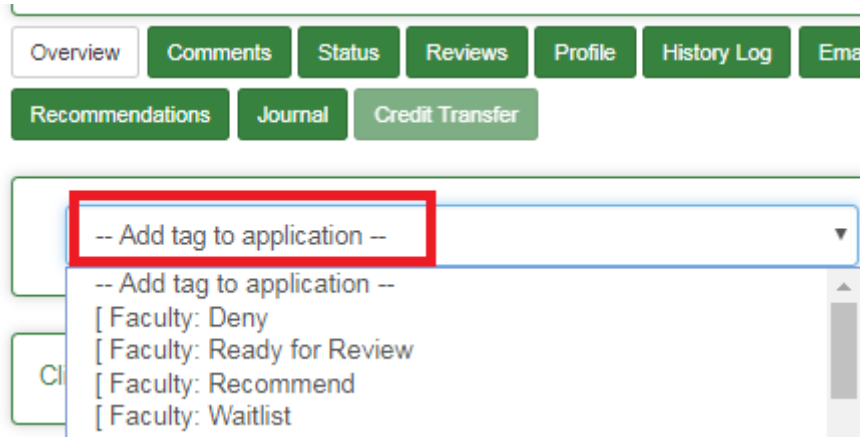 Overview Comments Status Reviews Profile History Log Ema
Recommendations Journal Credit Transfer
-- Add tag to application --
-- Add tag to application --
[ Faculty: Deny
[ Faculty: Ready for Review
[ Faculty: Recommend
Cli
[ Faculty: Waitlist